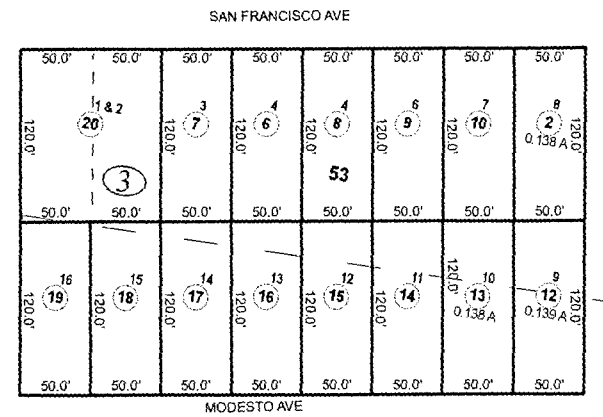 SAN FRANCISCO AVE
50.0' 50.0' 50.0' 50.0' 50.0' 50.0' 50.0' 50.0'
1 & 2 3 4 4 6 7 8
120.0' 20 120.0' 7 120.0' 6 120.0' 8 120.0' 9 120.0' 10 120.0' 2 120.0'
0.138 A
3 53
50.0' 50.0' 50.0' 50.0' 50.0' 50.0' 50.0' 50.0'
16 15 14 13 12 11 10 9
120.0' 19 120.0' 18 120.0' 17 120.0' 16 120.0' 15 120.0' 14 120.0' 13 120.0' 12 120.0'
0.138 A 0.139 A
50.0' 50.0' 50.0' 50.0' 50.0' 50.0' 50.0' 50.0'
MODESTO AVE